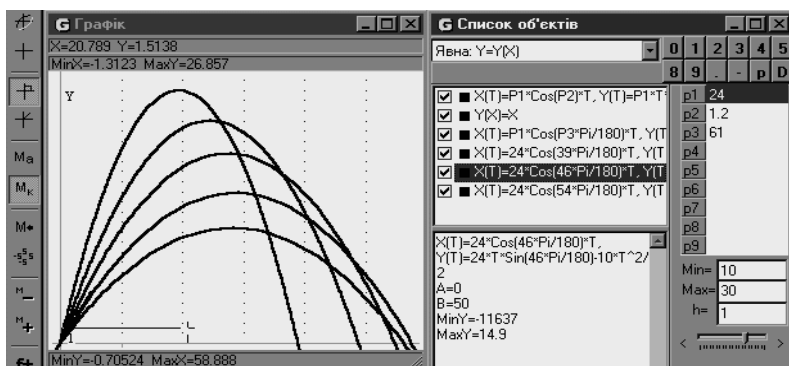 Графік
X=20.789 Y=1.5138
MinX=-1.3123 MaxY=26.857
Y
1
MinY=-0.70524 MaxX=58.888
Ма
Мк
Список об'єктів
Явна: Y=Y(X)
0 1 2 3 4 5
8 9 . - p D
X(T)=P1*Cos(P2)*T, Y(T)=P1*T*
Y(X)=X
X(T)=P1*Cos(P3*Pi/180)*T, Y(T
X(T)=24*Cos(39*Pi/180)*T, Y(T
X(T)=24*Cos(46*Pi/180)*T, Y(T
X(T)=24*Cos(54*Pi/180)*T, Y(T
p1 24
p2 1.2
p3 61
p4
p5
p6
p7
p8
p9
X(T)=24*Cos(46*Pi/180)*T,
Y(T)=24*T*Sin(46*Pi/180)-10*T^2/
2
A=0
B=50
MinY=-11637
MaxY=14.9
Min= 10
Max= 30
h= 1